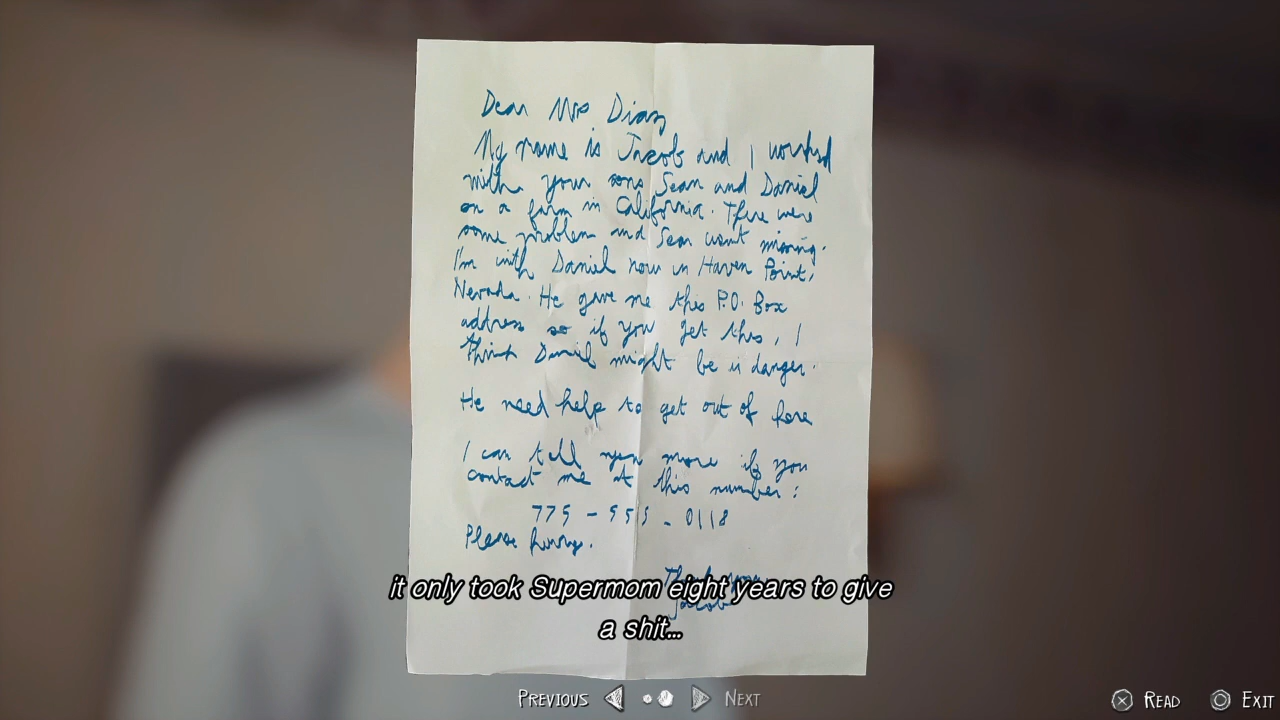 Dear Mrs Diaz
My name is Jacob and I worked
with your sons Sean and Daniel
on a farm in California. There were
some problem and Sean went missing.
I'm with Daniel now in Haven Point,
Nevada. He gave me this P.O. Box
address so if you get this, I
think Daniel might be in danger.
He need help to get out of here
I can tell you more if you
contact me at this number:
775 - 555 - 0118
Please hurry.
Thank you
Jacob
it only took Supermom eight years to give
a shit...
PREVIOUS NEXT
READ EXIT